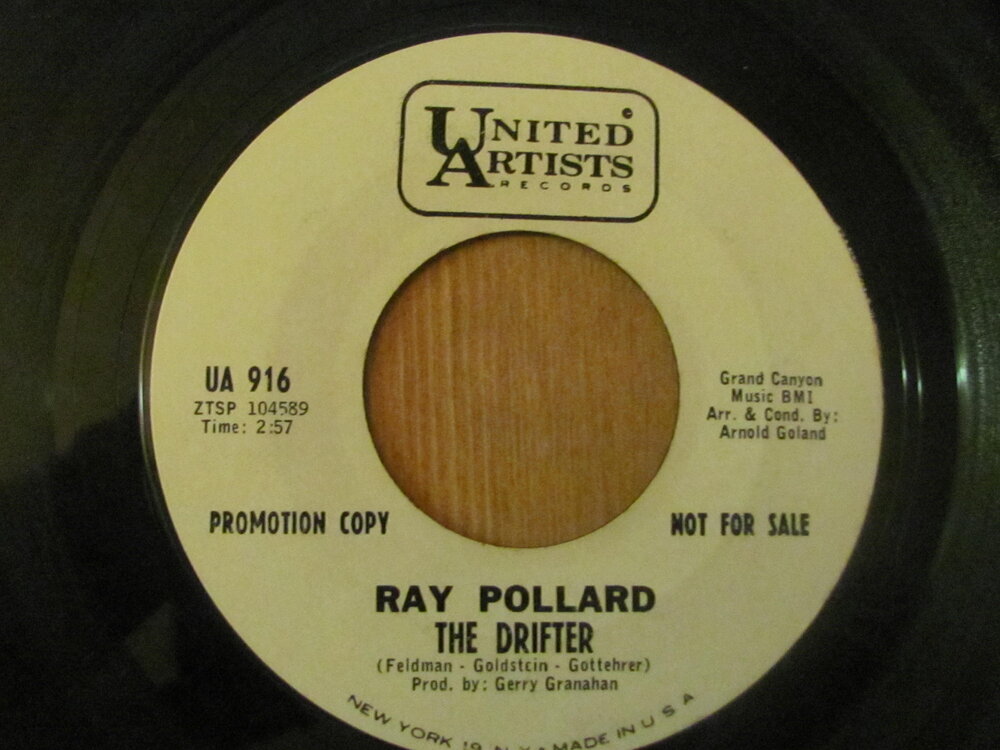 UNITED
ARTISTS
RECORDS
UA 916
ZTSP 104589
Time: 2:57
Grand Canyon
Music BMI
Arr. & Cond. By:
Arnold Goland
PROMOTION COPY
NOT FOR SALE
RAY POLLARD
THE DRIFTER
(Feldman - Goldstein - Gottehrer)
Prod. by: Gerry Granahan
NEW YORK 19, N.Y. • MADE IN U S A